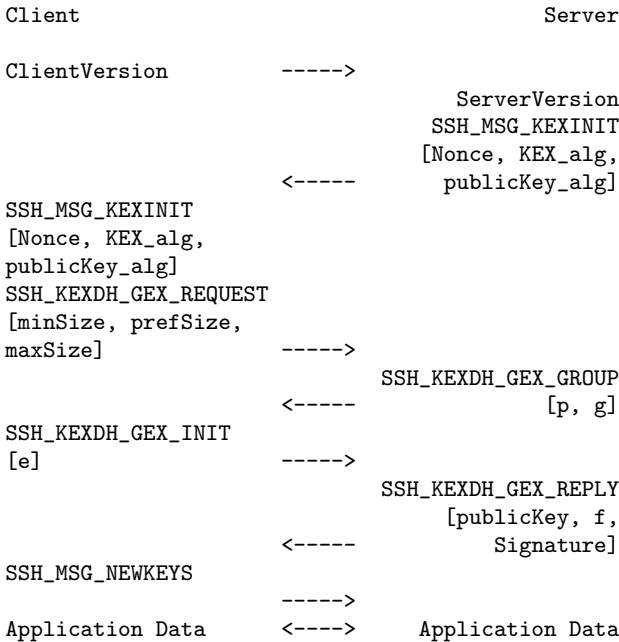 Client Server
ClientVersion ----->
ServerVersion
SSH_MSG_KEXINIT
[Nonce, KEX_alg,
<----- publicKey_alg]
SSH_MSG_KEXINIT
[Nonce, KEX_alg,
publicKey_alg]
SSH_KEXDH_GEX_REQUEST
[minSize, prefSize,
maxSize] ----->
SSH_KEXDH_GEX_GROUP
<----- [p, g]
SSH_KEXDH_GEX_INIT
[e] ----->
SSH_KEXDH_GEX_REPLY
[publicKey, f,
<----- Signature]
SSH_MSG_NEWKEYS
----->
Application Data <----> Application Data